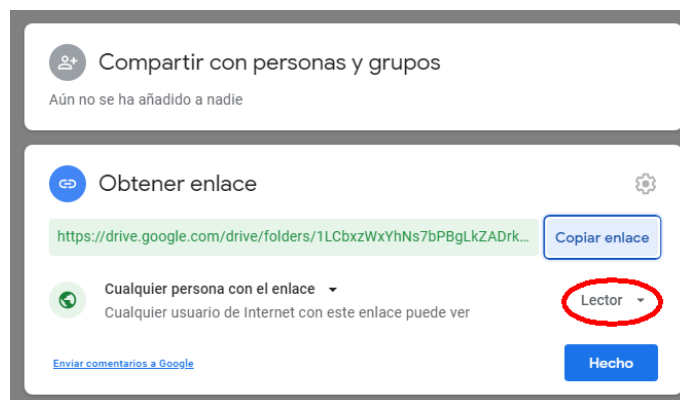 Compartir con personas y grupos
Aún no se ha añadido a nadie
Obtener enlace
https://drive.google.com/drive/folders/1LCbxzWxYhNs7bPBgLkZADrk...
Copiar enlace
Cualquier persona con el enlace
Cualquier usuario de Internet con este enlace puede ver
Lector
Enviar comentarios a Google
Hecho